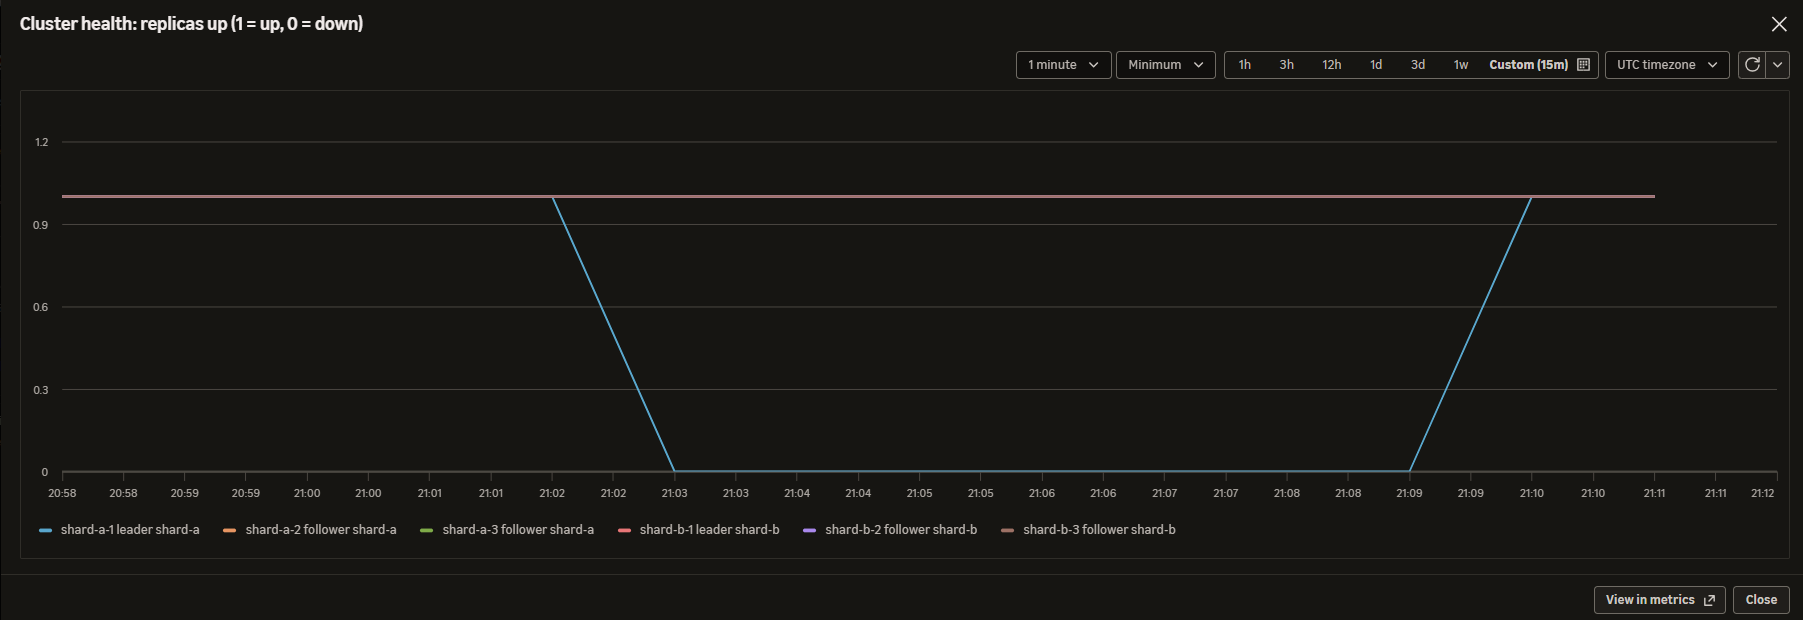 Cluster health: replicas up (1 = up, 0 = down)
1 minute Minimum 1h 3h 12h 1d 3d 1w Custom (15m) UTC timezone
1.2
0.9
0.6
0.3
0
20:58 20:58 20:59 20:59 21:00 21:00 21:01 21:01 21:02 21:02 21:03 21:03 21:04 21:04 21:05 21:05 21:06 21:06 21:07 21:07 21:08 21:08 21:09 21:09 21:10 21:10 21:11 21:11 21:12
shard-a-1 leader shard-a shard-a-2 follower shard-a shard-a-3 follower shard-a shard-b-1 leader shard-b shard-b-2 follower shard-b shard-b-3 follower shard-b
View in metrics Close